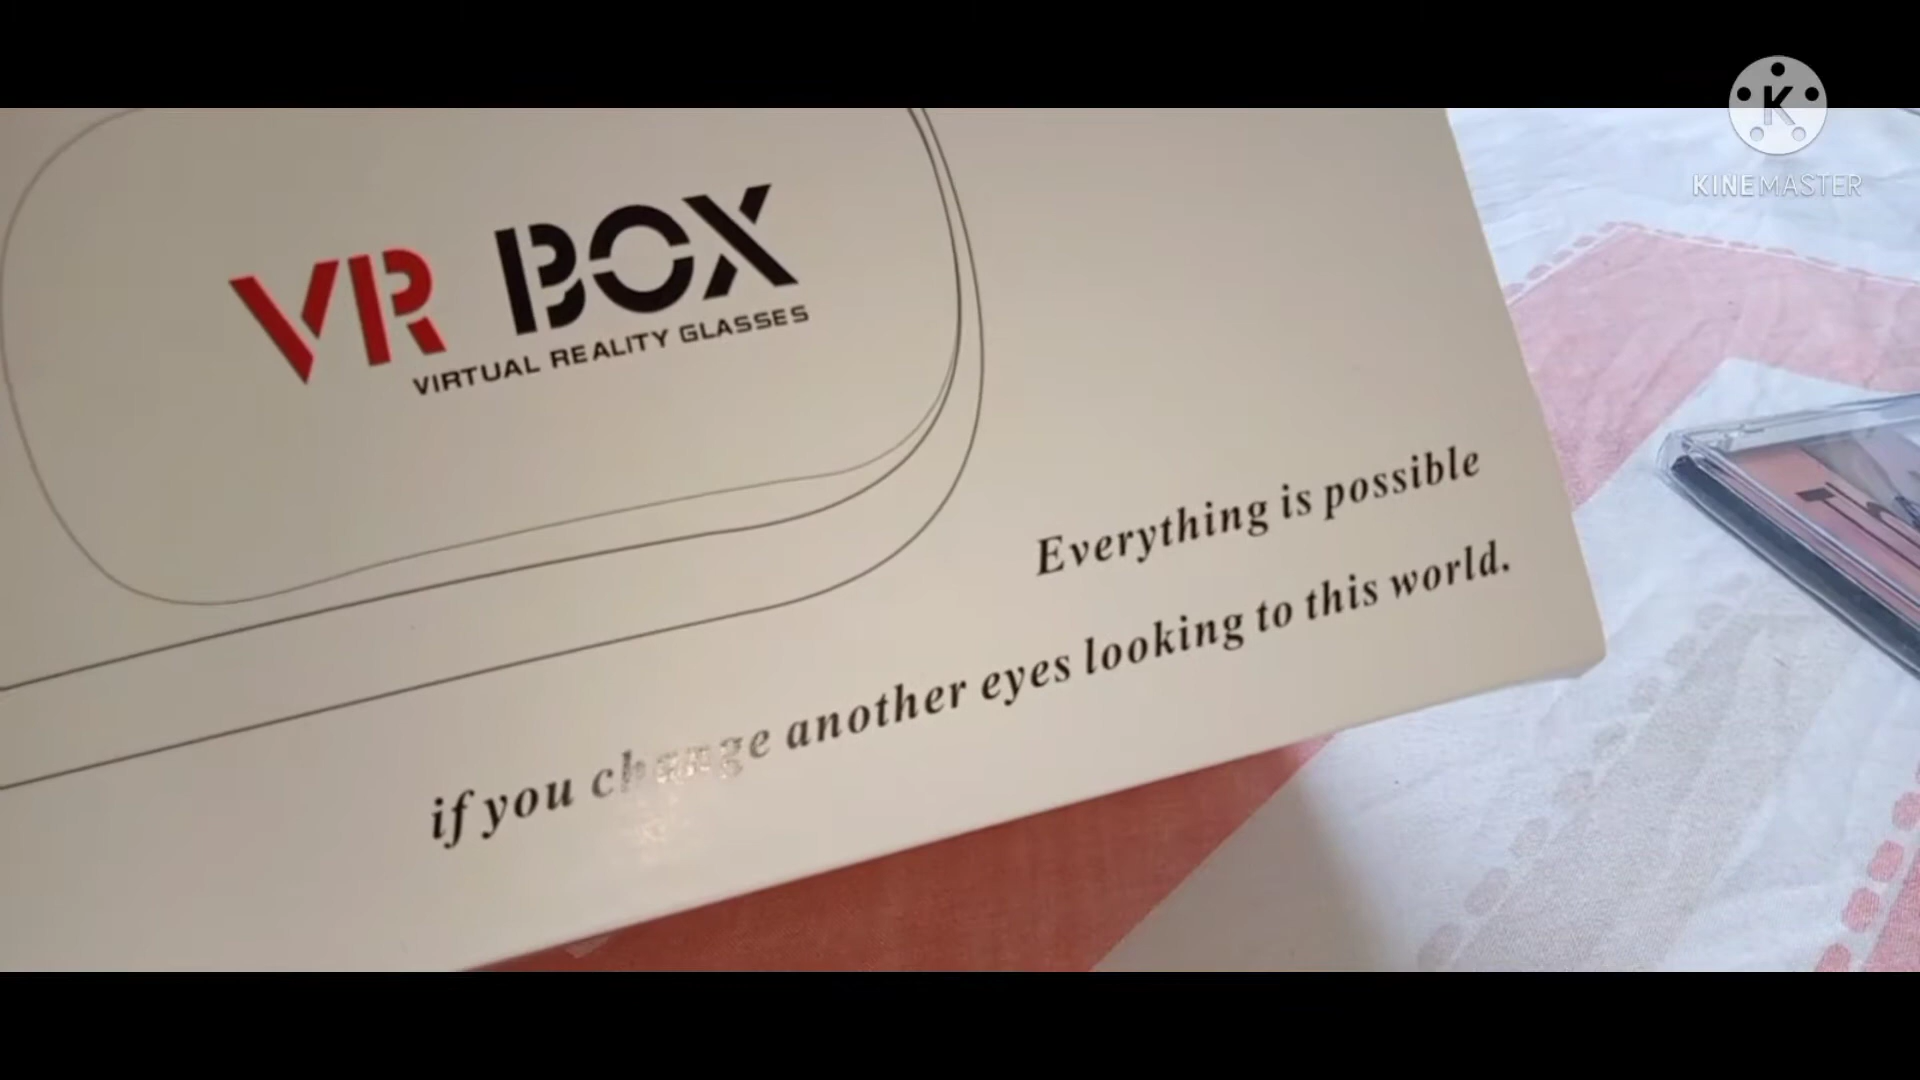 K
KINEMASTER
VR BOX
VIRTUAL REALITY GLASSES
Everything is possible
if you change another eyes looking to this world.